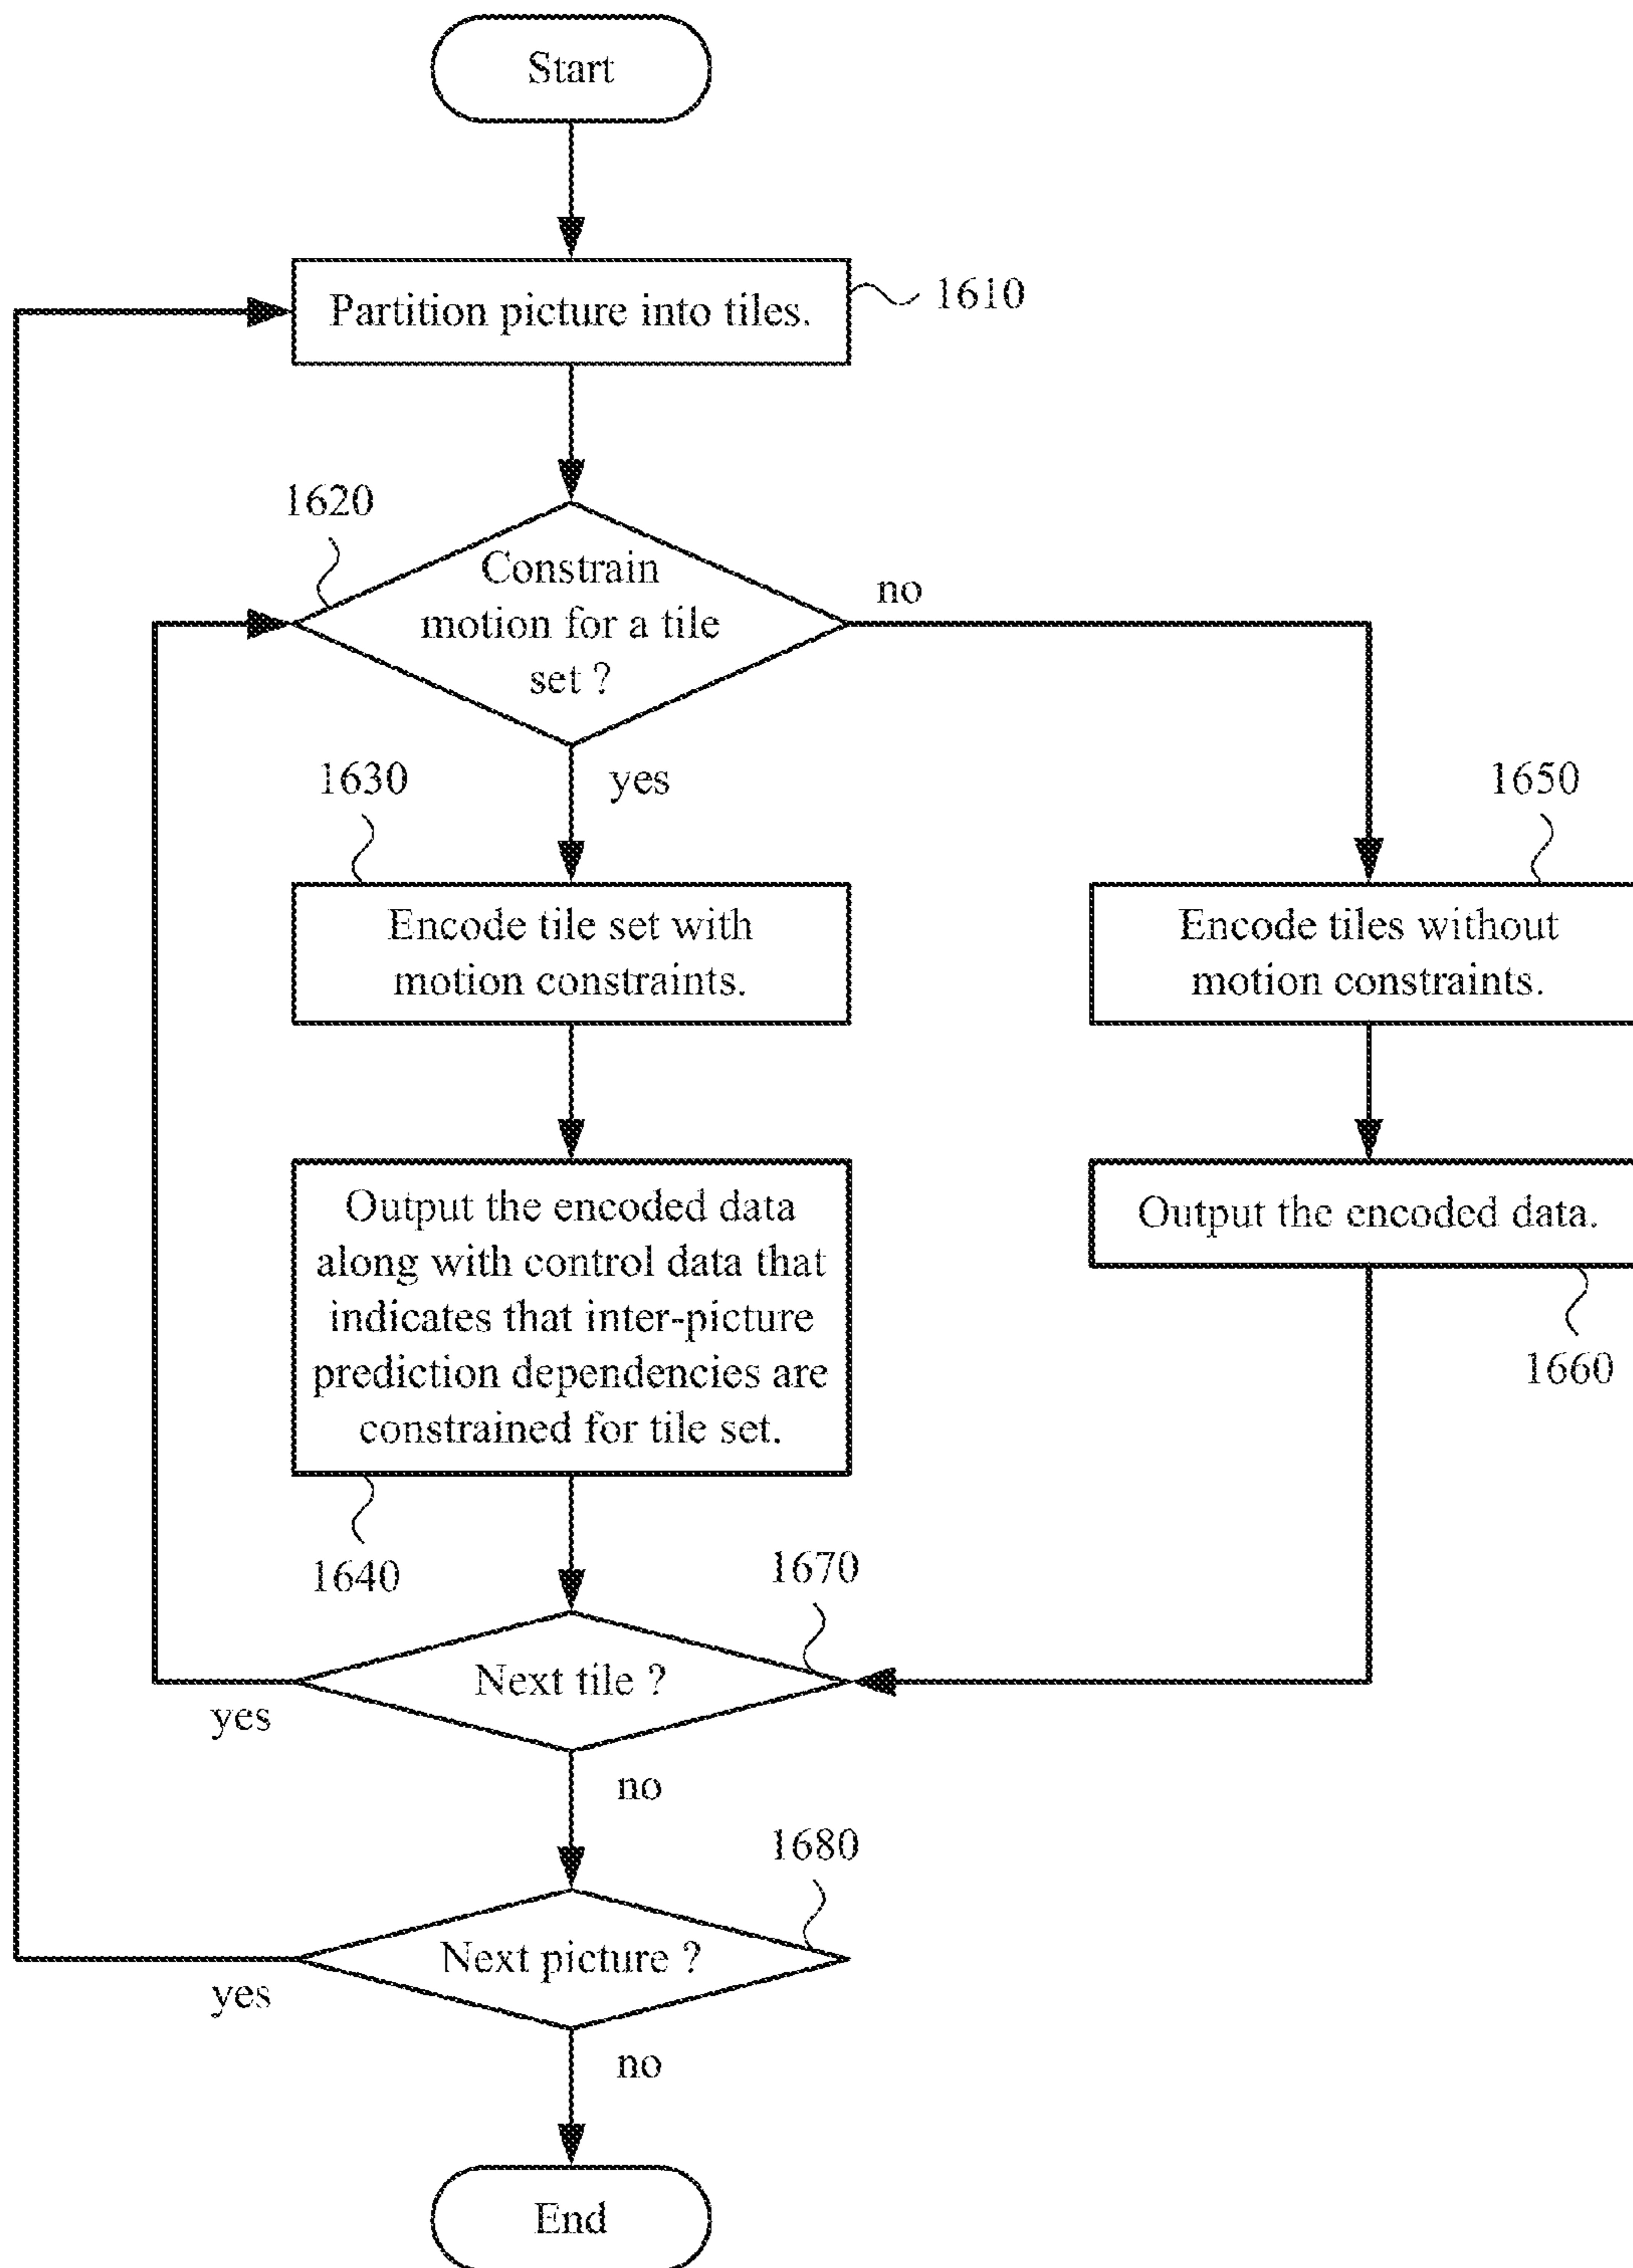 Start
Partition picture into tiles.
1610
1620
Constrain
motion for a tile
set ?
no
yes
1630
1650
Encode tile set with
motion constraints.
Encode tiles without
motion constraints.
Output the encoded data
along with control data that
indicates that inter-picture
prediction dependencies are
constrained for tile set.
Output the encoded data.
1660
1640
1670
Next tile ?
yes
no
1680
Next picture ?
yes
no
End